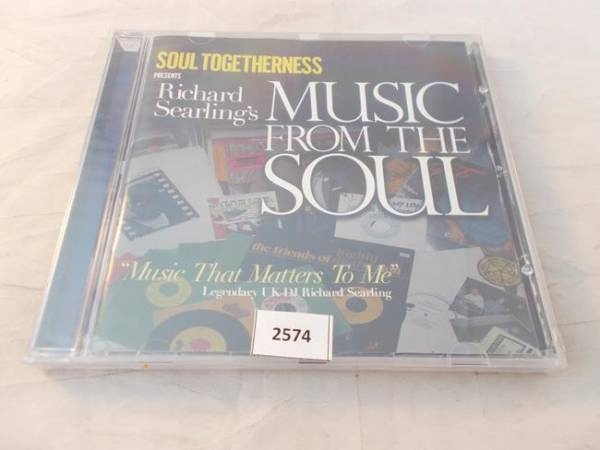 SOUL TOGETHERNESS
PRESENTS
Richard
Searling's
MUSIC
FROM THE
SOUL
the friends of
"Music That Matters To Me"
Legendary UK DJ Richard Searling
2574